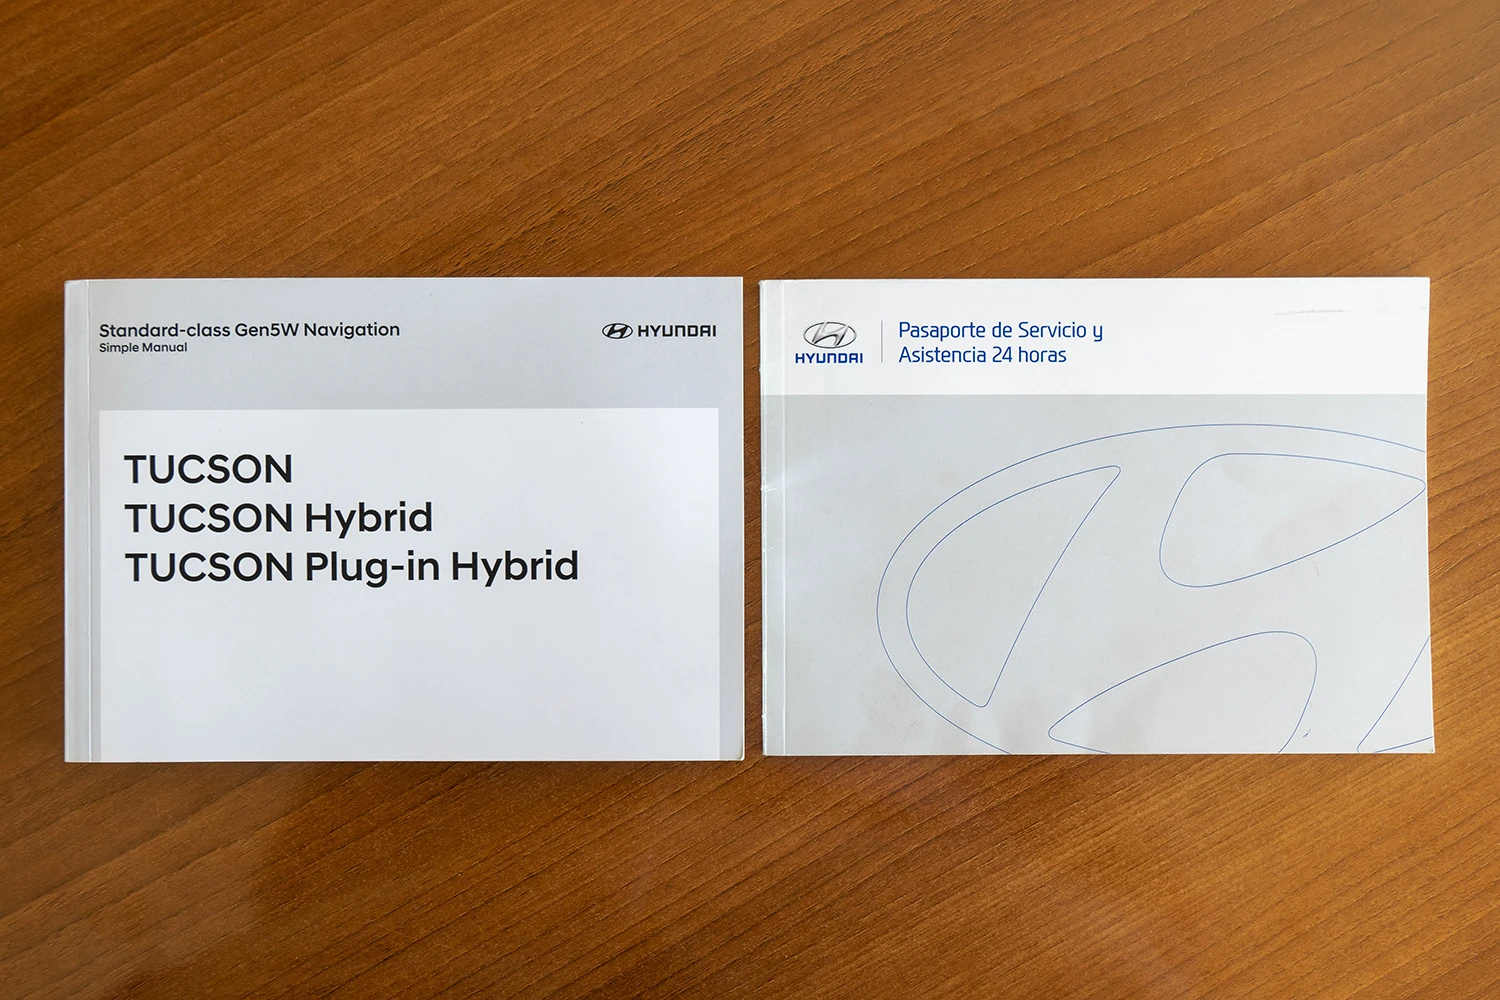 Standard-class Gen5W Navigation
Simple Manual
HYUNDAI
TUCSON
TUCSON Hybrid
TUCSON Plug-in Hybrid
HYUNDAI
Pasaporte de Servicio y
Asistencia 24 horas